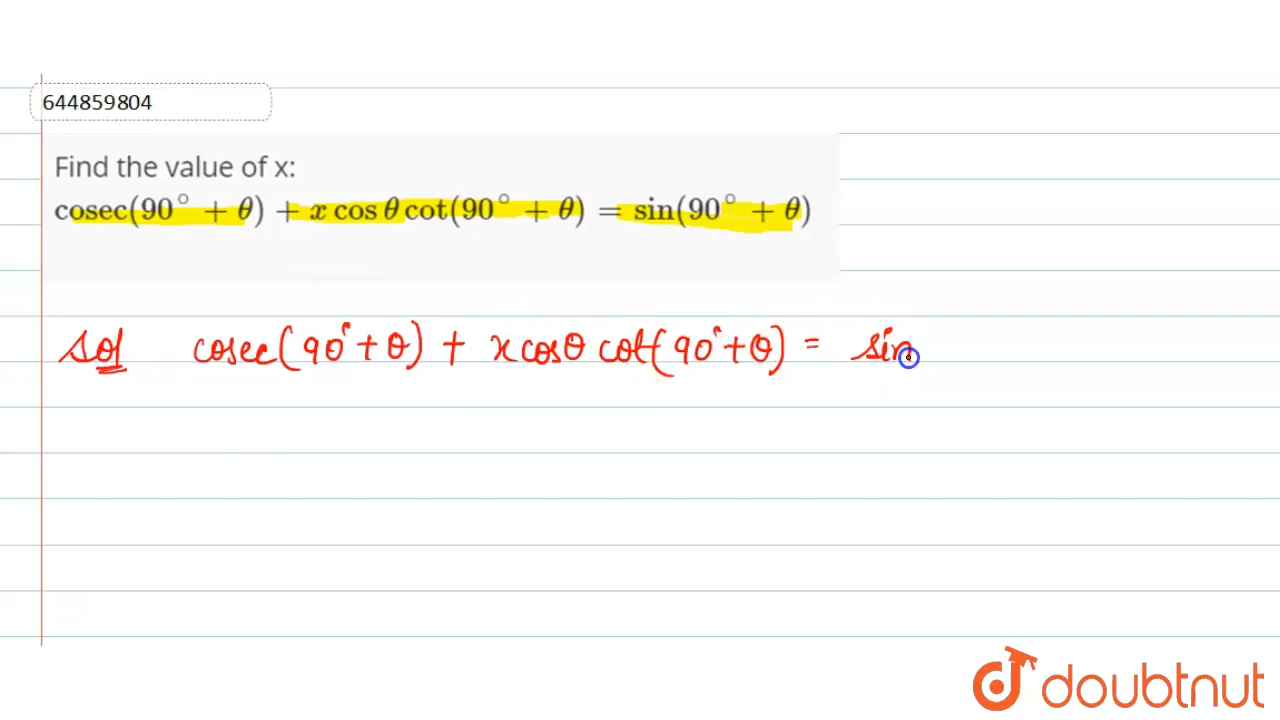 644859804
Find the value of x:
cosec(90° + θ) + x cos θ cot(90° + θ) = sin(90° + θ)
Sol cosec(90° + θ) + x cosθ cot(90° + θ) = sin
doubtnut